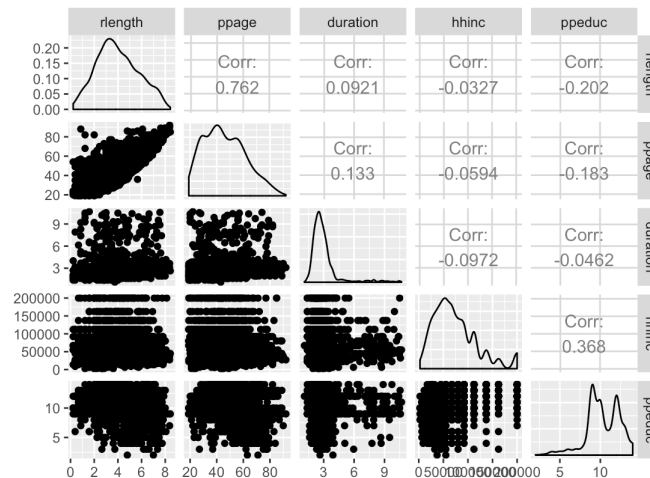 rlength ppage duration hhinc ppeduc
0.20
0.15
0.10
0.05
0.00
Corr:
0.762
Corr:
0.0921
Corr:
-0.0327
Corr:
-0.202
rlength
80
60
40
20
Corr:
0.133
Corr:
-0.0594
Corr:
-0.183
ppage
9
6
3
Corr:
-0.0972
Corr:
-0.0462
duration
200000
150000
100000
50000
0
Corr:
0.368
hhinc
10
5
ppeduc
0 2 4 6 8 20 40 60 80 3 6 9 0 50000 100000 150000 200000 5 10